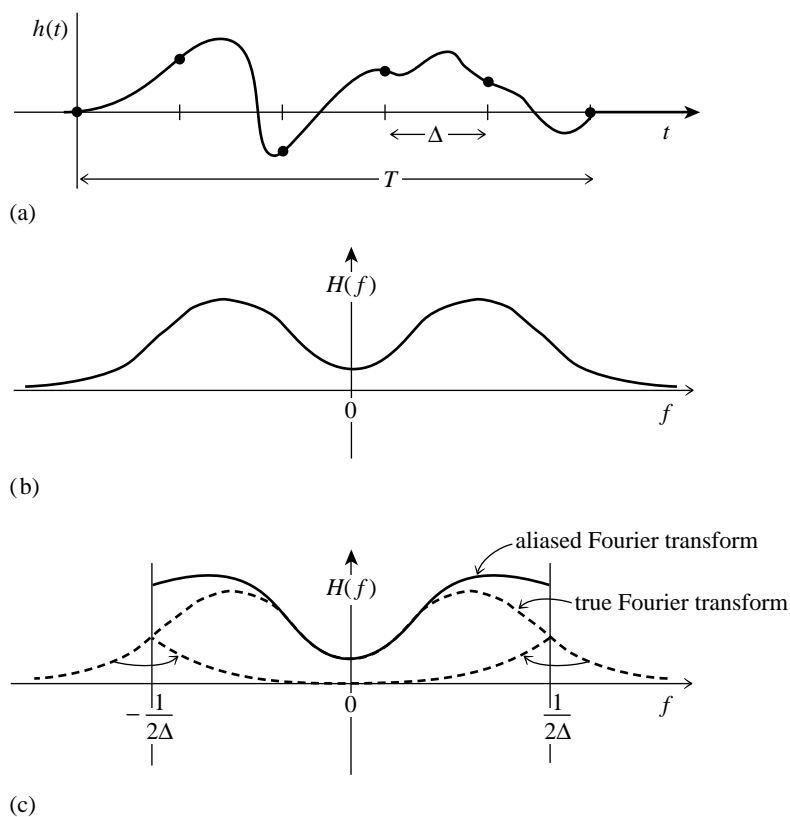 h(t)
Δ
t
T
(a)
H(f)
0
f
(b)
aliased Fourier transform
H(f)
true Fourier transform
0
f
−1/2Δ
1/2Δ
(c)